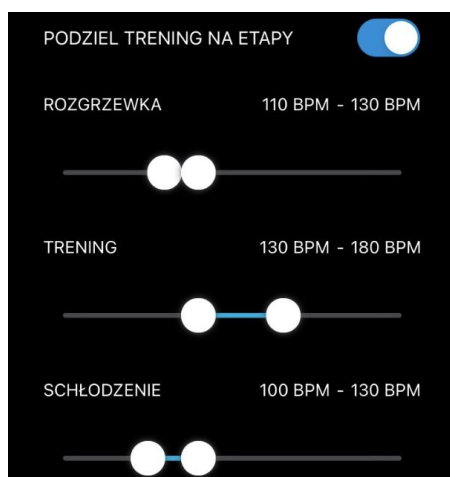 PODZIEL TRENING NA ETAPY
ROZGRZEWKA 110 BPM - 130 BPM
TRENING 130 BPM - 180 BPM
SCHŁODZENIE 100 BPM - 130 BPM